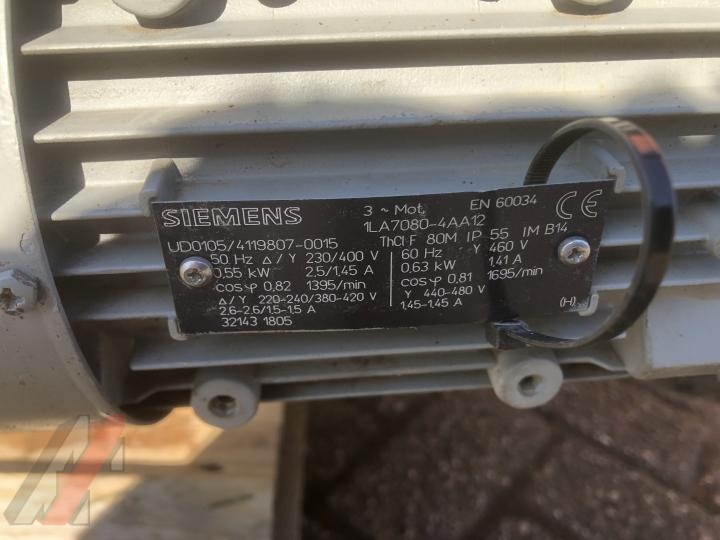 SIEMENS
3 ~ Mot.
EN 60034
CE
1LA7080-4AA12
UD0105/4119807-0015
Th.Cl F 80M IP 55 IM B14
50 Hz Δ/Y 230/400 V
60 Hz Y 460 V
0,55 kW 2,5/1,45 A
0,63 kW 1,41 A
cosφ 0,82 1395/min
cosφ 0,81 1695/min
Δ/Y 220-240/380-420 V
Y 440-480 V
2.6-2.6/1.5-1.5 A
1,45-1,45 A
32143 1805
(H)